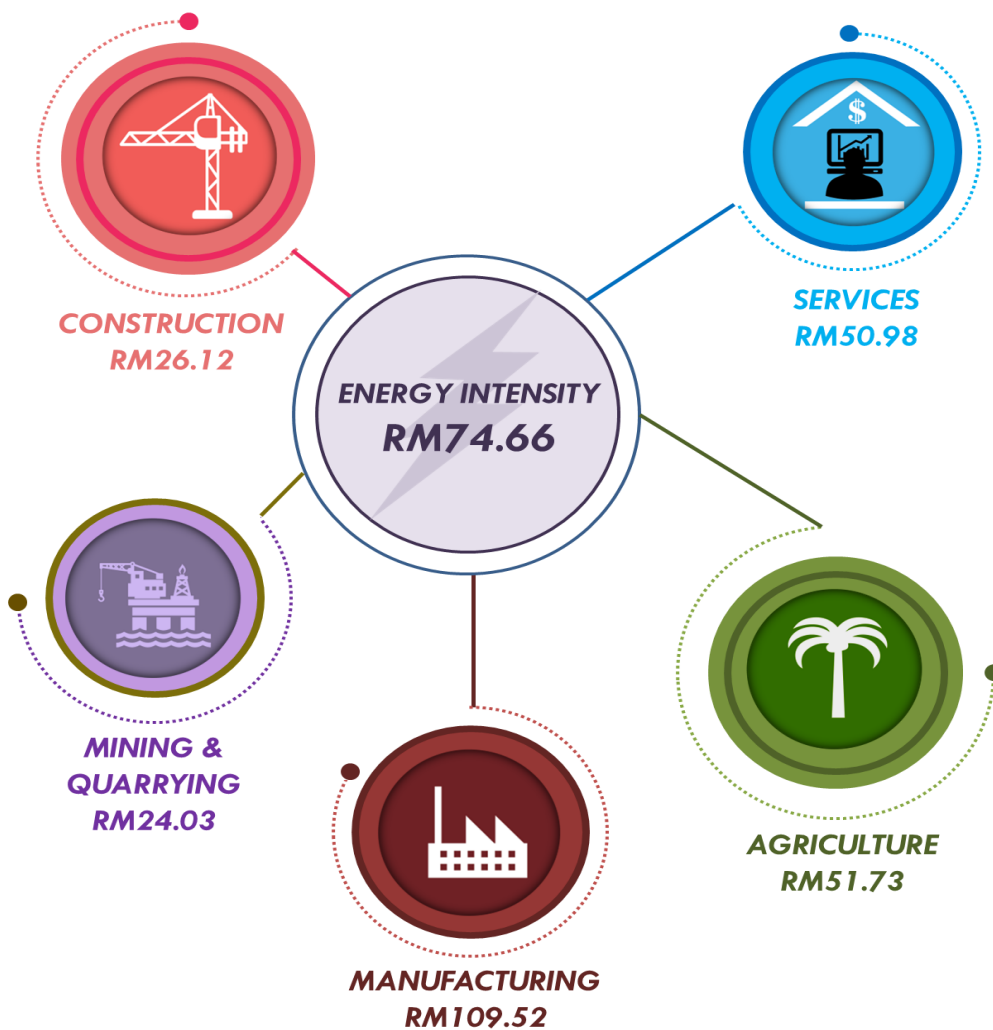 CONSTRUCTION
RM26.12
$
SERVICES
RM50.98
ENERGY INTENSITY
RM74.66
MINING &
QUARRYING
RM24.03
AGRICULTURE
RM51.73
MANUFACTURING
RM109.52